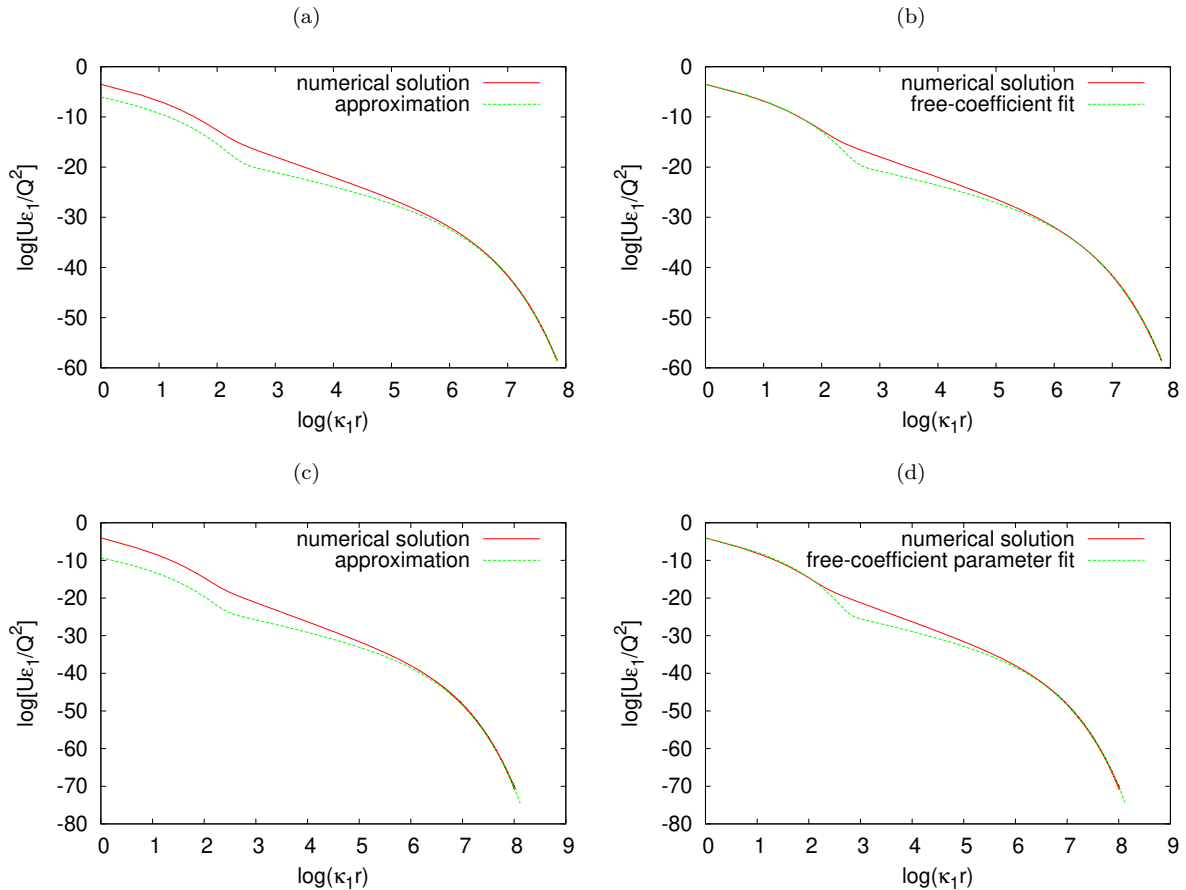 (a)
0
-10
-20
-30
-40
-50
-60
0 1 2 3 4 5 6 7 8
log[Uε₁/Q²]
log(κ₁r)
numerical solution
approximation
(b)
0
-10
-20
-30
-40
-50
-60
0 1 2 3 4 5 6 7 8
log[Uε₁/Q²]
log(κ₁r)
numerical solution
free-coefficient fit
(c)
0
-10
-20
-30
-40
-50
-60
-70
-80
0 1 2 3 4 5 6 7 8 9
log[Uε₁/Q²]
log(κ₁r)
numerical solution
approximation
(d)
0
-10
-20
-30
-40
-50
-60
-70
-80
0 1 2 3 4 5 6 7 8 9
log[Uε₁/Q²]
log(κ₁r)
numerical solution
free-coefficient parameter fit